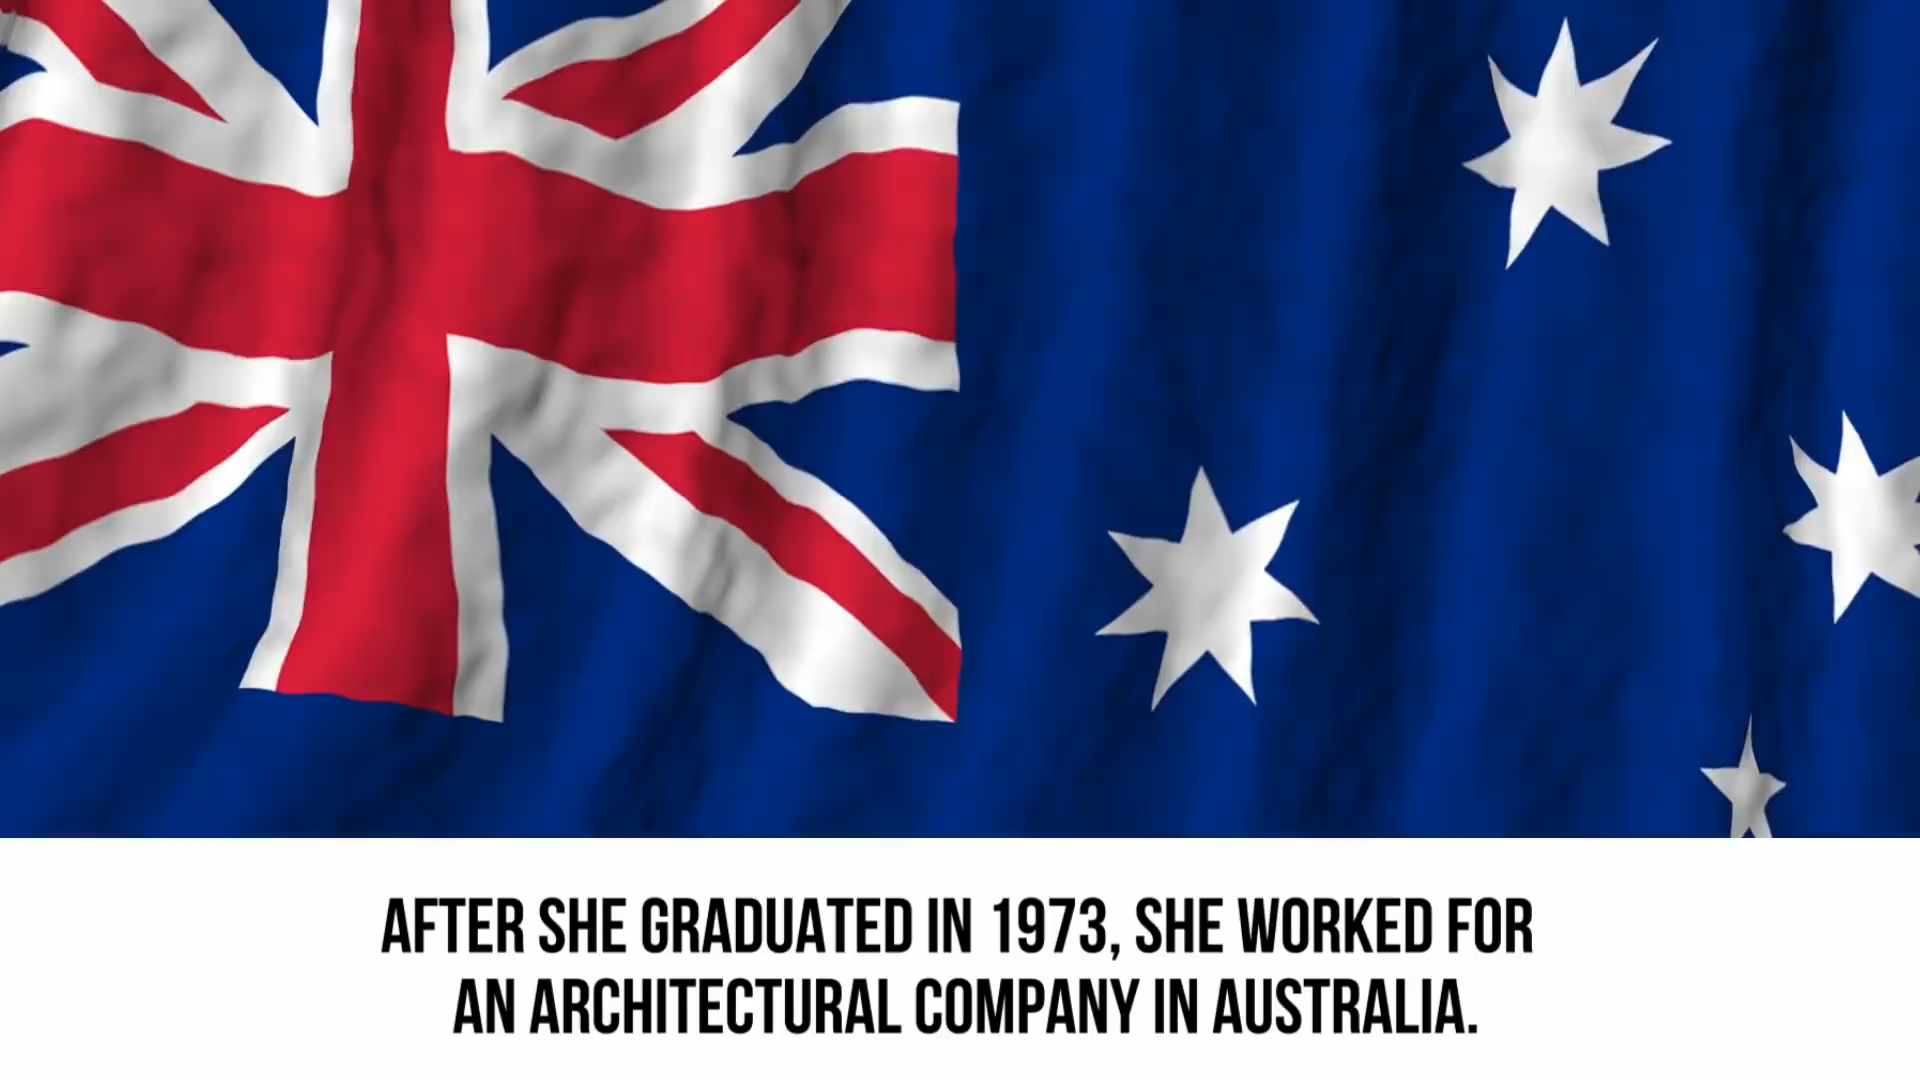 AFTER SHE GRADUATED IN 1973, SHE WORKED FOR
AN ARCHITECTURAL COMPANY IN AUSTRALIA.